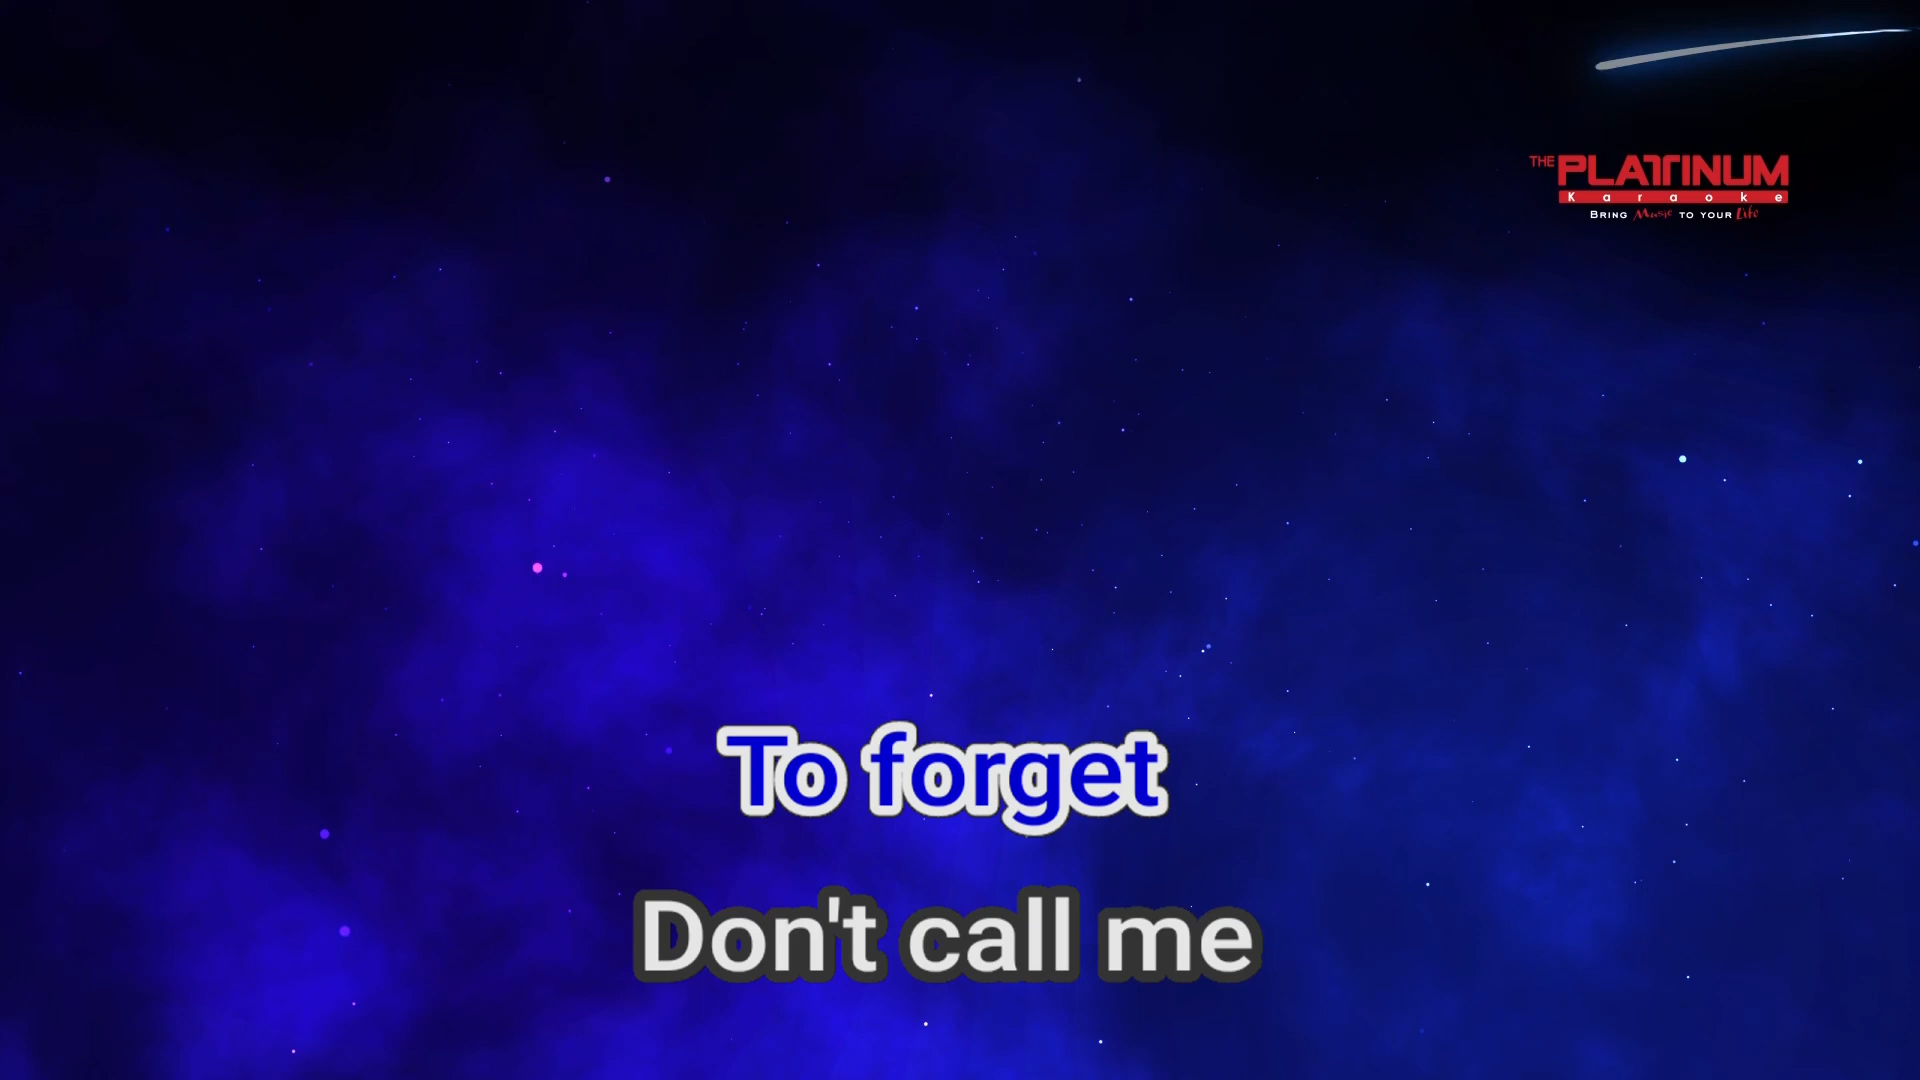 THE PLATINUM
Karaoke
BRING Music TO YOUR Life
To forget
Don't call me